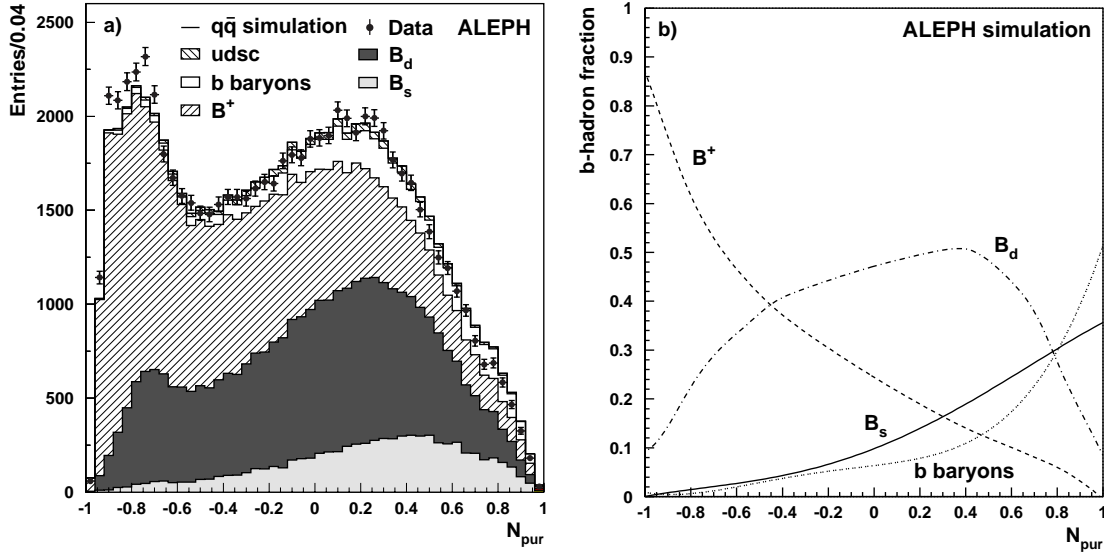 a)
qq̄ simulation
Data
ALEPH
udsc
B_d
b baryons
B_s
B⁺
Entries/0.04
2500
2000
1500
1000
500
0
-1 -0.8 -0.6 -0.4 -0.2 0 0.2 0.4 0.6 0.8 1
N_pur
b)
ALEPH simulation
b-hadron fraction
1
0.9
0.8
0.7
0.6
0.5
0.4
0.3
0.2
0.1
0
B⁺
B_d
B_s
b baryons
-1 -0.8 -0.6 -0.4 -0.2 0 0.2 0.4 0.6 0.8 1
N_pur